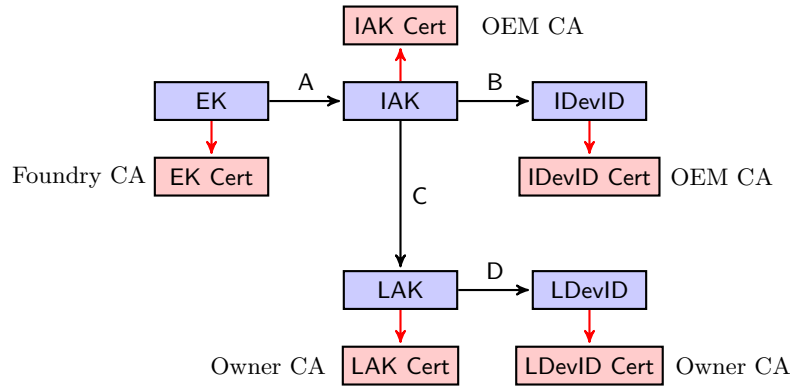 IAK Cert OEM CA
EK A IAK B IDevID
Foundry CA EK Cert IDevID Cert OEM CA
C
LAK D LDevID
Owner CA LAK Cert LDevID Cert Owner CA